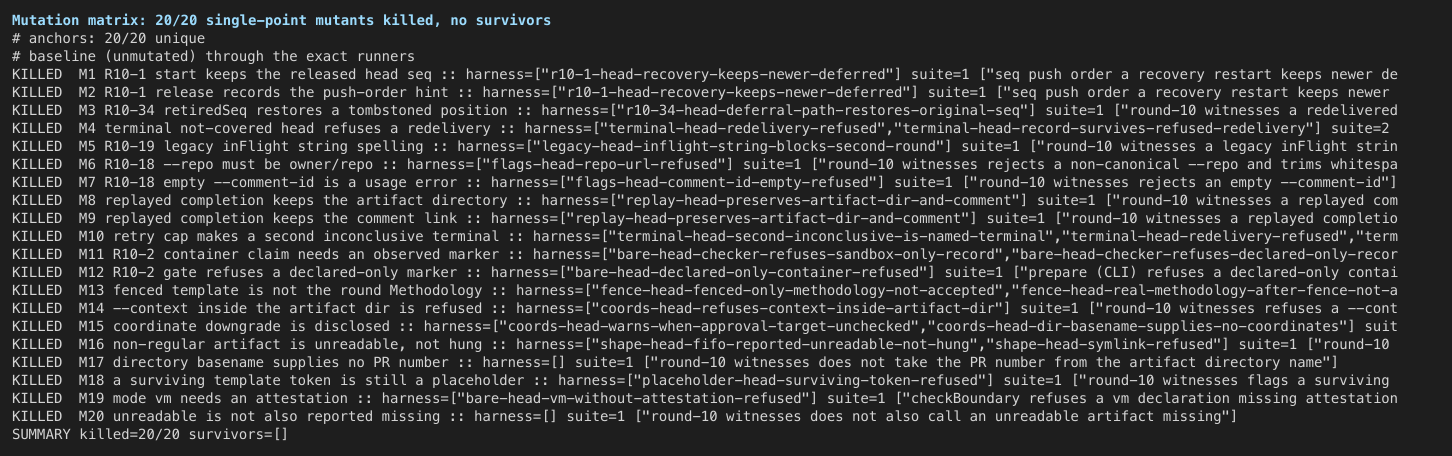 Mutation matrix: 20/20 single-point mutants killed, no survivors
# anchors: 20/20 unique
# baseline (unmutated) through the exact runners
KILLED  M1 R10-1 start keeps the released head seq :: harness=["r10-1-head-recovery-keeps-newer-deferred"] suite=1 ["seq push order a recovery restart keeps newer de
KILLED  M2 R10-1 release records the push-order hint :: harness=["r10-1-head-recovery-keeps-newer-deferred"] suite=1 ["seq push order a recovery restart keeps newer
KILLED  M3 R10-34 retiredSeq restores a tombstoned position :: harness=["r10-34-head-deferral-path-restores-original-seq"] suite=1 ["round-10 witnesses a redelivered
KILLED  M4 terminal not-covered head refuses a redelivery :: harness=["terminal-head-redelivery-refused","terminal-head-record-survives-refused-redelivery"] suite=2
KILLED  M5 R10-19 legacy inFlight string spelling :: harness=["legacy-head-inflight-string-blocks-second-round"] suite=1 ["round-10 witnesses a legacy inFlight strin
KILLED  M6 R10-18 --repo must be owner/repo :: harness=["flags-head-repo-url-refused"] suite=1 ["round-10 witnesses rejects a non-canonical --repo and trims whitespa
KILLED  M7 R10-18 empty --comment-id is a usage error :: harness=["flags-head-comment-id-empty-refused"] suite=1 ["round-10 witnesses rejects an empty --comment-id"]
KILLED  M8 replayed completion keeps the artifact directory :: harness=["replay-head-preserves-artifact-dir-and-comment"] suite=1 ["round-10 witnesses a replayed com
KILLED  M9 replayed completion keeps the comment link :: harness=["replay-head-preserves-artifact-dir-and-comment"] suite=1 ["round-10 witnesses a replayed completio
KILLED  M10 retry cap makes a second inconclusive terminal :: harness=["terminal-head-second-inconclusive-is-named-terminal","terminal-head-redelivery-refused","term
KILLED  M11 R10-2 container claim needs an observed marker :: harness=["bare-head-checker-refuses-sandbox-only-record","bare-head-checker-refuses-declared-only-recor
KILLED  M12 R10-2 gate refuses a declared-only marker :: harness=["bare-head-declared-only-container-refused"] suite=1 ["prepare (CLI) refuses a declared-only contai
KILLED  M13 fenced template is not the round Methodology :: harness=["fence-head-fenced-only-methodology-not-accepted","fence-head-real-methodology-after-fence-not-a
KILLED  M14 --context inside the artifact dir is refused :: harness=["coords-head-refuses-context-inside-artifact-dir"] suite=1 ["round-10 witnesses refuses a --cont
KILLED  M15 coordinate downgrade is disclosed :: harness=["coords-head-warns-when-approval-target-unchecked","coords-head-dir-basename-supplies-no-coordinates"] suit
KILLED  M16 non-regular artifact is unreadable, not hung :: harness=["shape-head-fifo-reported-unreadable-not-hung","shape-head-symlink-refused"] suite=1 ["round-10
KILLED  M17 directory basename supplies no PR number :: harness=[] suite=1 ["round-10 witnesses does not take the PR number from the artifact directory name"]
KILLED  M18 a surviving template token is still a placeholder :: harness=["placeholder-head-surviving-token-refused"] suite=1 ["round-10 witnesses flags a surviving
KILLED  M19 mode vm needs an attestation :: harness=["bare-head-vm-without-attestation-refused"] suite=1 ["checkBoundary refuses a vm declaration missing attestation
KILLED  M20 unreadable is not also reported missing :: harness=[] suite=1 ["round-10 witnesses does not also call an unreadable artifact missing"]
SUMMARY killed=20/20 survivors=[]